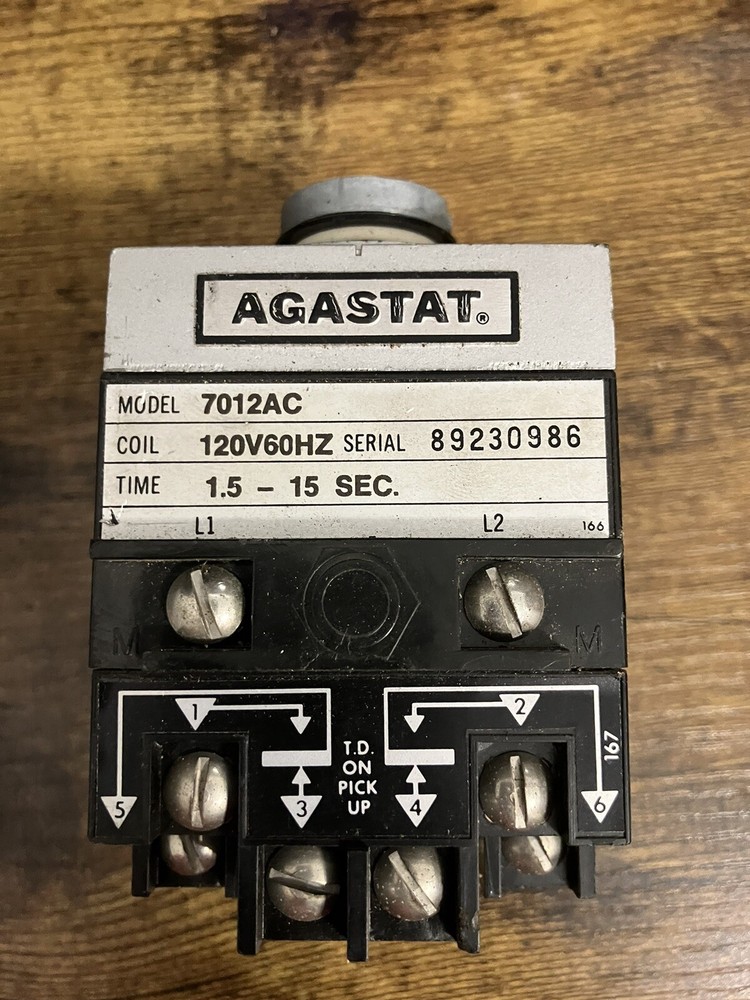 AGASTAT®
MODEL 7012AC
COIL 120V60HZ SERIAL 89230986
TIME 1.5 - 15 SEC.
L1 L2 166
M M
1 2
T.D.
ON
PICK
UP
167
5 3 4 6